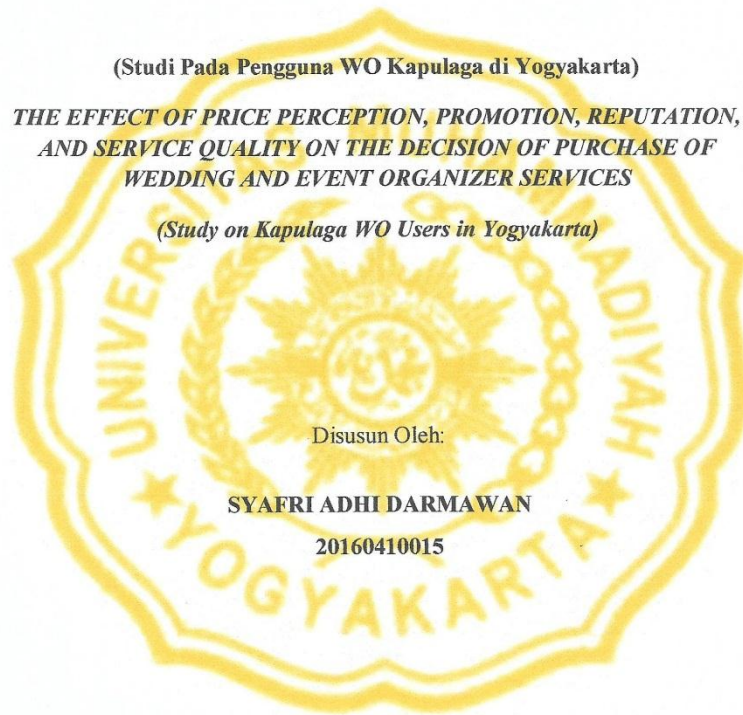 (Studi Pada Pengguna WO Kapulaga di Yogyakarta)
THE EFFECT OF PRICE PERCEPTION, PROMOTION, REPUTATION,
AND SERVICE QUALITY ON THE DECISION OF PURCHASE OF
WEDDING AND EVENT ORGANIZER SERVICES
(Study on Kapulaga WO Users in Yogyakarta)
UNIVERSITAS MUHAMMADIYAH
YOGYAKARTA
Disusun Oleh:
SYAFRI ADHI DARMAWAN
20160410015